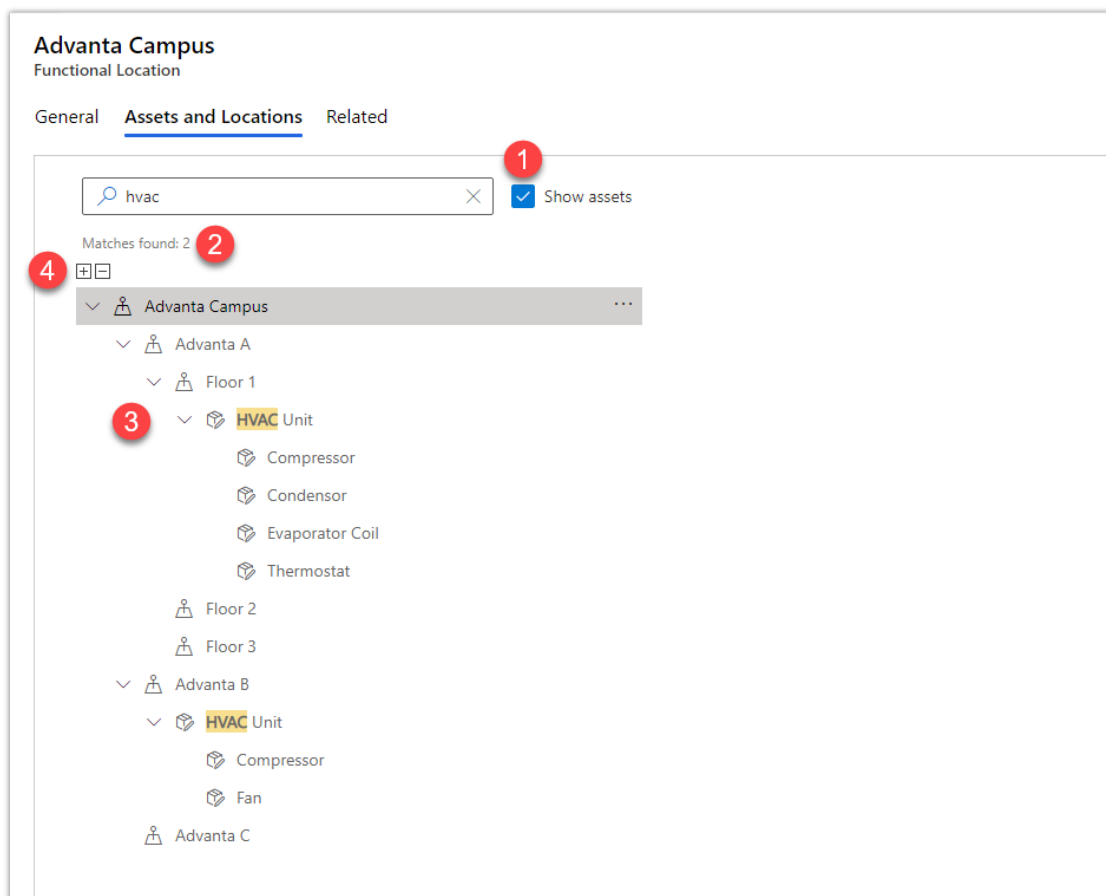 Advanta Campus
Functional Location
General Assets and Locations Related
1
hvac Show assets
Matches found: 2 2
4
Advanta Campus ...
Advanta A
Floor 1
3 HVAC Unit
Compressor
Condensor
Evaporator Coil
Thermostat
Floor 2
Floor 3
Advanta B
HVAC Unit
Compressor
Fan
Advanta C